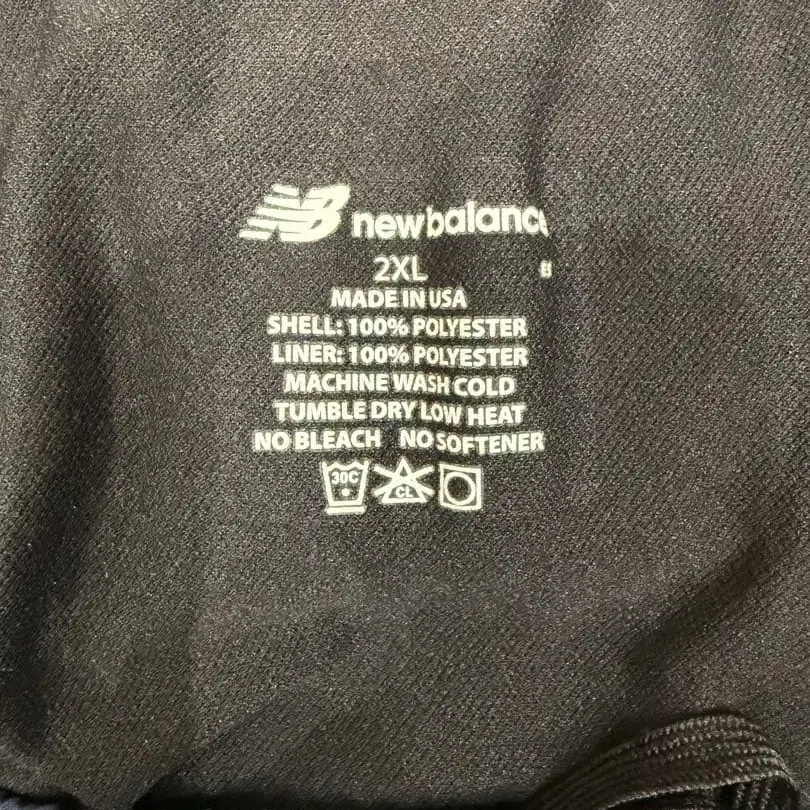 NB newbalance
2XL
MADE IN USA
SHELL: 100% POLYESTER
LINER: 100% POLYESTER
MACHINE WASH COLD
TUMBLE DRY LOW HEAT
NO BLEACH NO SOFTENER
30C CL